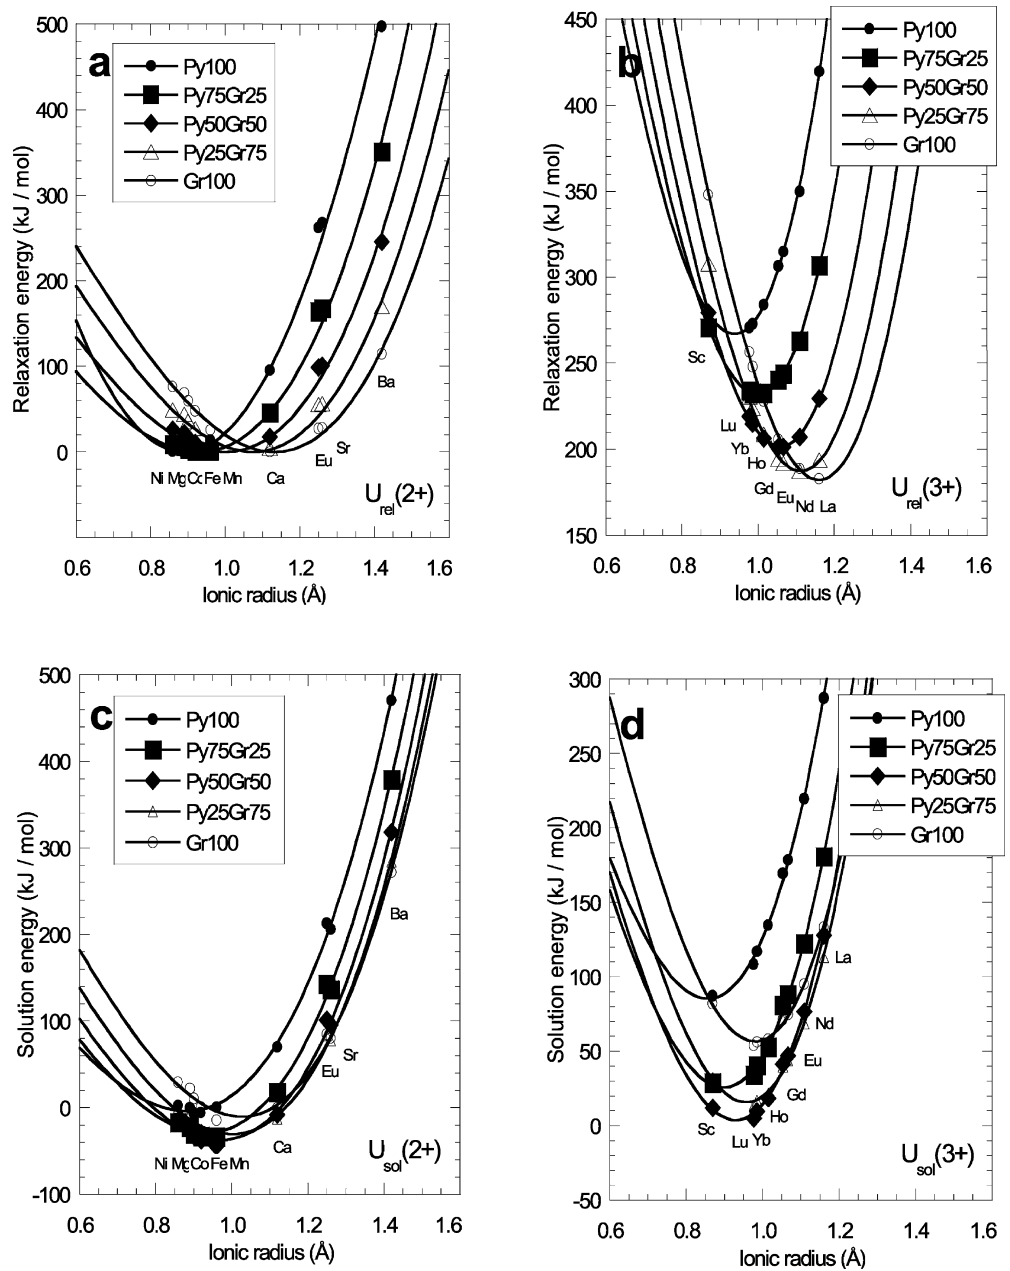 a
Py100
Py75Gr25
Py50Gr50
Py25Gr75
Gr100
500
400
300
200
100
0
Relaxation energy (kJ / mol)
Ba
Sr
Eu
Ca
Ni Mg Co Fe Mn
U rel (2+)
0.6 0.8 1.0 1.2 1.4 1.6
Ionic radius (Å)
b
Py100
Py75Gr25
Py50Gr50
Py25Gr75
Gr100
450
400
350
300
250
200
150
Relaxation energy (kJ / mol)
Sc
Lu
Yb
Ho
Gd
Eu
Nd La
U rel (3+)
0.6 0.8 1.0 1.2 1.4 1.6
Ionic radius (Å)
c
Py100
Py75Gr25
Py50Gr50
Py25Gr75
Gr100
500
400
300
200
100
0
-100
Solution energy (kJ / mol)
Ba
Sr
Eu
Ca
Ni Mg Co Fe Mn
U sol (2+)
0.6 0.8 1.0 1.2 1.4 1.6
Ionic radius (Å)
d
Py100
Py75Gr25
Py50Gr50
Py25Gr75
Gr100
300
250
200
150
100
50
0
-50
Solution energy (kJ / mol)
La
Nd
Eu
Gd
Ho
Sc
Lu Yb
U sol (3+)
0.6 0.8 1.0 1.2 1.4 1.6
Ionic radius (Å)